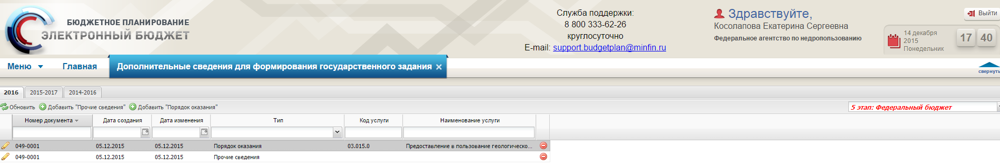 БЮДЖЕТНОЕ ПЛАНИРОВАНИЕ
ЭЛЕКТРОННЫЙ БЮДЖЕТ
Служба поддержки:
8 800 333-62-26
круглосуточно
E-mail: support.budgetplan@minfin.ru
Здравствуйте,
Косолапова Екатерина Сергеевна
Федеральное агентство по недропользованию
Выйти
14 декабря
2015
Понедельник
17 40
Меню Главная Дополнительные сведения для формирования государственного задания
свернуть
2016 2015-2017 2014-2016
Обновить Добавить "Прочие сведения" Добавить "Порядок оказания"
5 этап: Федеральный бюджет
Номер документа Дата создания Дата изменения Тип Код услуги Наименование услуги
049-0001 05.12.2015 05.12.2015 Порядок оказания 03.015.0 Предоставление в пользование геологическо...
049-0001 05.12.2015 05.12.2015 Прочие сведения